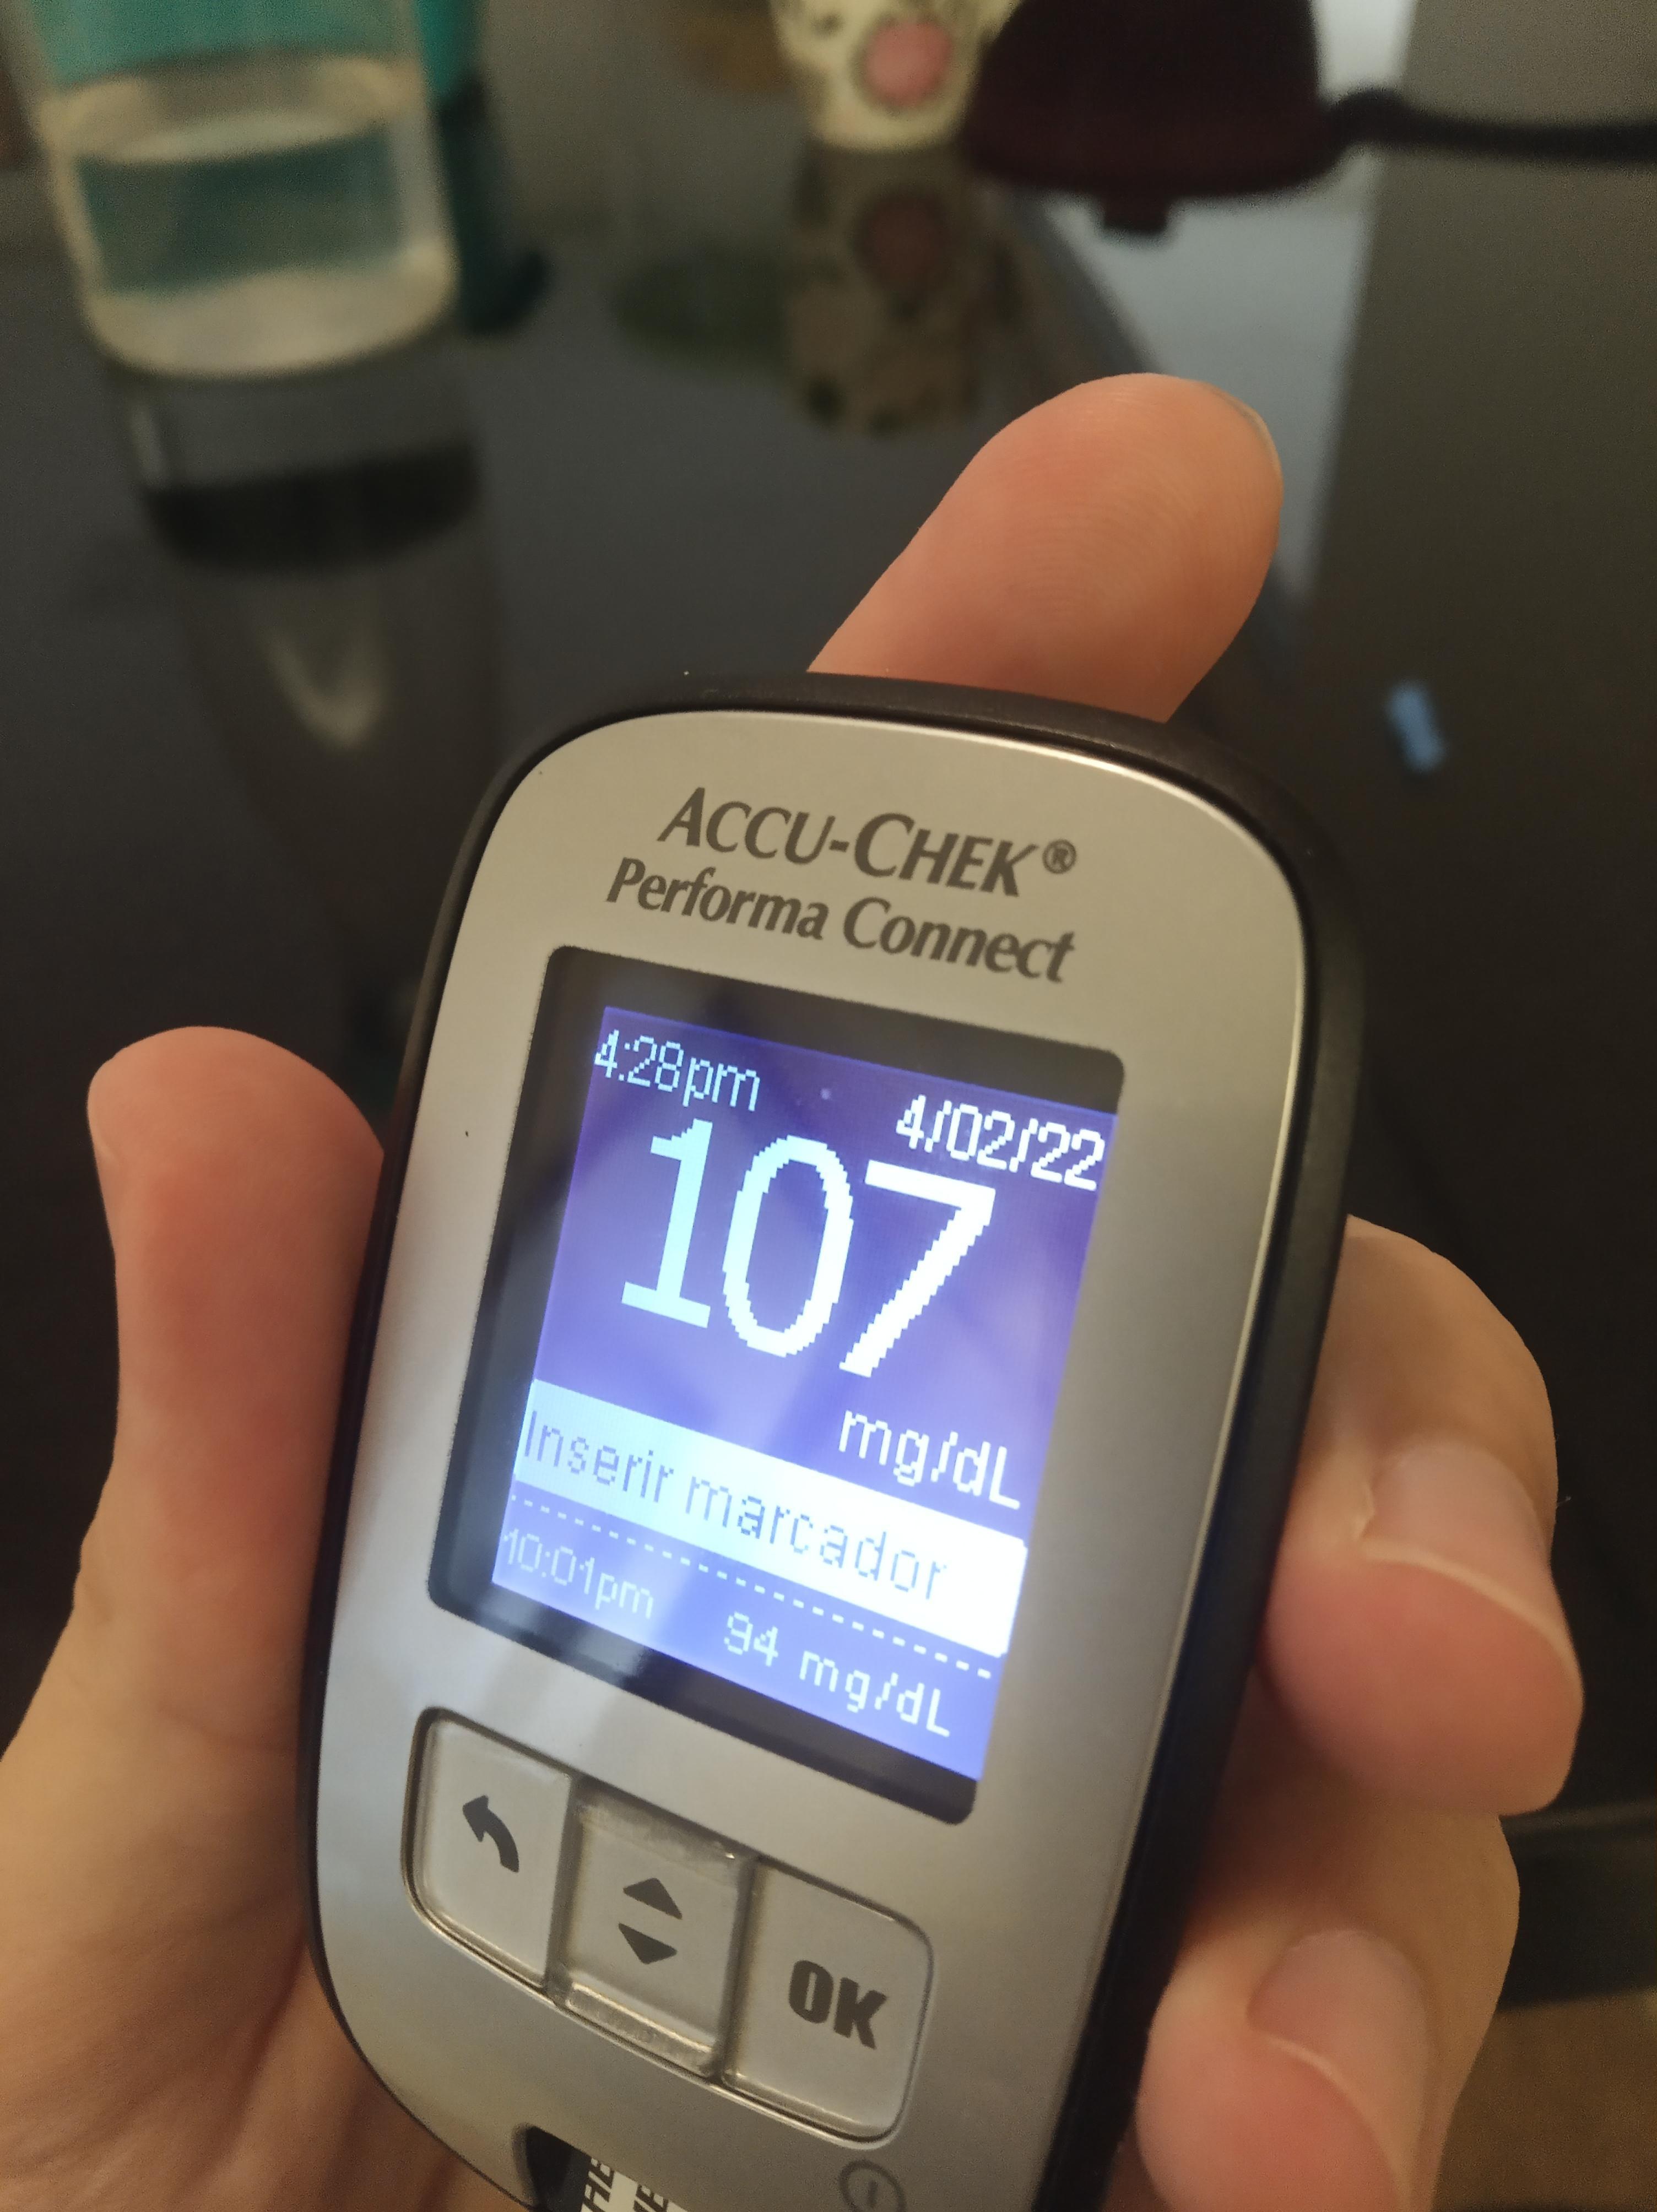 ACCU-CHEK®
Performa Connect
4:28pm
4/02/22
107
mg/dL
Inserir marcador
10:01pm 94 mg/dL
OK